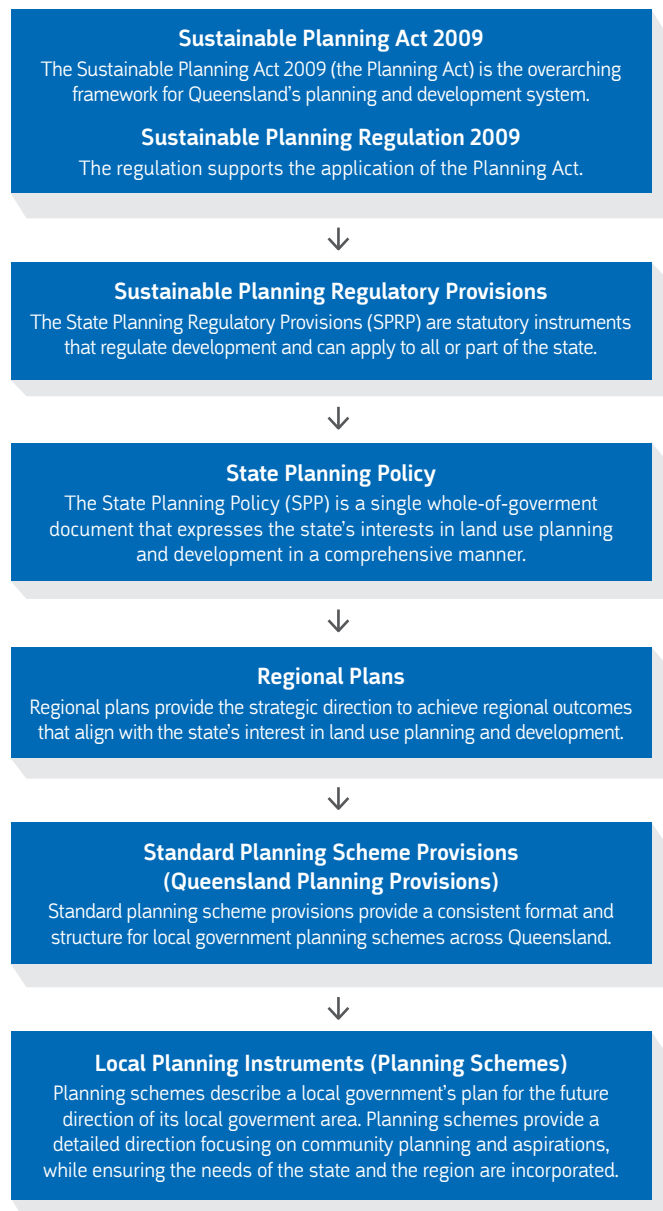 Sustainable Planning Act 2009
The Sustainable Planning Act 2009 (the Planning Act) is the overarching
framework for Queensland's planning and development system.
Sustainable Planning Regulation 2009
The regulation supports the application of the Planning Act.
Sustainable Planning Regulatory Provisions
The State Planning Regulatory Provisions (SPRP) are statutory instruments
that regulate development and can apply to all or part of the state.
State Planning Policy
The State Planning Policy (SPP) is a single whole-of-goverment
document that expresses the state's interests in land use planning
and development in a comprehensive manner.
Regional Plans
Regional plans provide the strategic direction to achieve regional outcomes
that align with the state's interest in land use planning and development.
Standard Planning Scheme Provisions
(Queensland Planning Provisions)
Standard planning scheme provisions provide a consistent format and
structure for local government planning schemes across Queensland.
Local Planning Instruments (Planning Schemes)
Planning schemes describe a local government's plan for the future
direction of its local goverment area. Planning schemes provide a
detailed direction focusing on community planning and aspirations,
while ensuring the needs of the state and the region are incorporated.